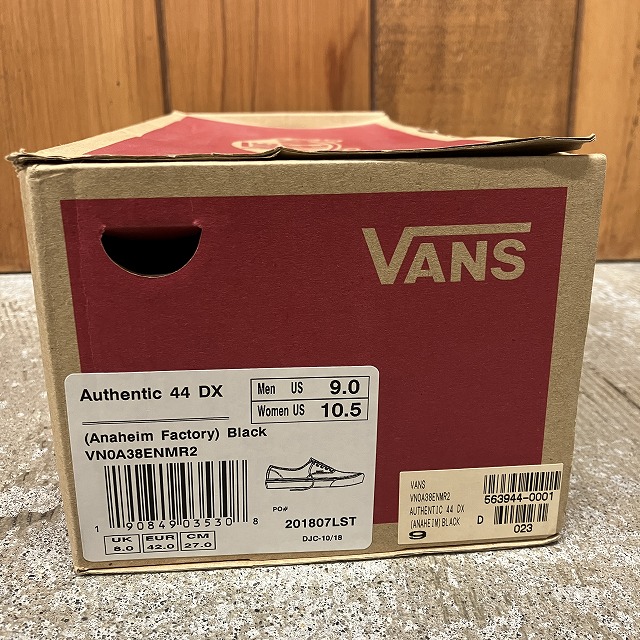 VANS
Authentic 44 DX
Men US 9.0
Women US 10.5
(Anaheim Factory) Black
VN0A38ENMR2
1 90849 03530 8
PO# 201807LST
DJC-10/18
UK EUR CM
8.0 42.0 27.0
VANS
VN0A38ENMR2
563944-0001
AUTHENTIC 44 DX
(ANAHEIM) BLACK D
023
9